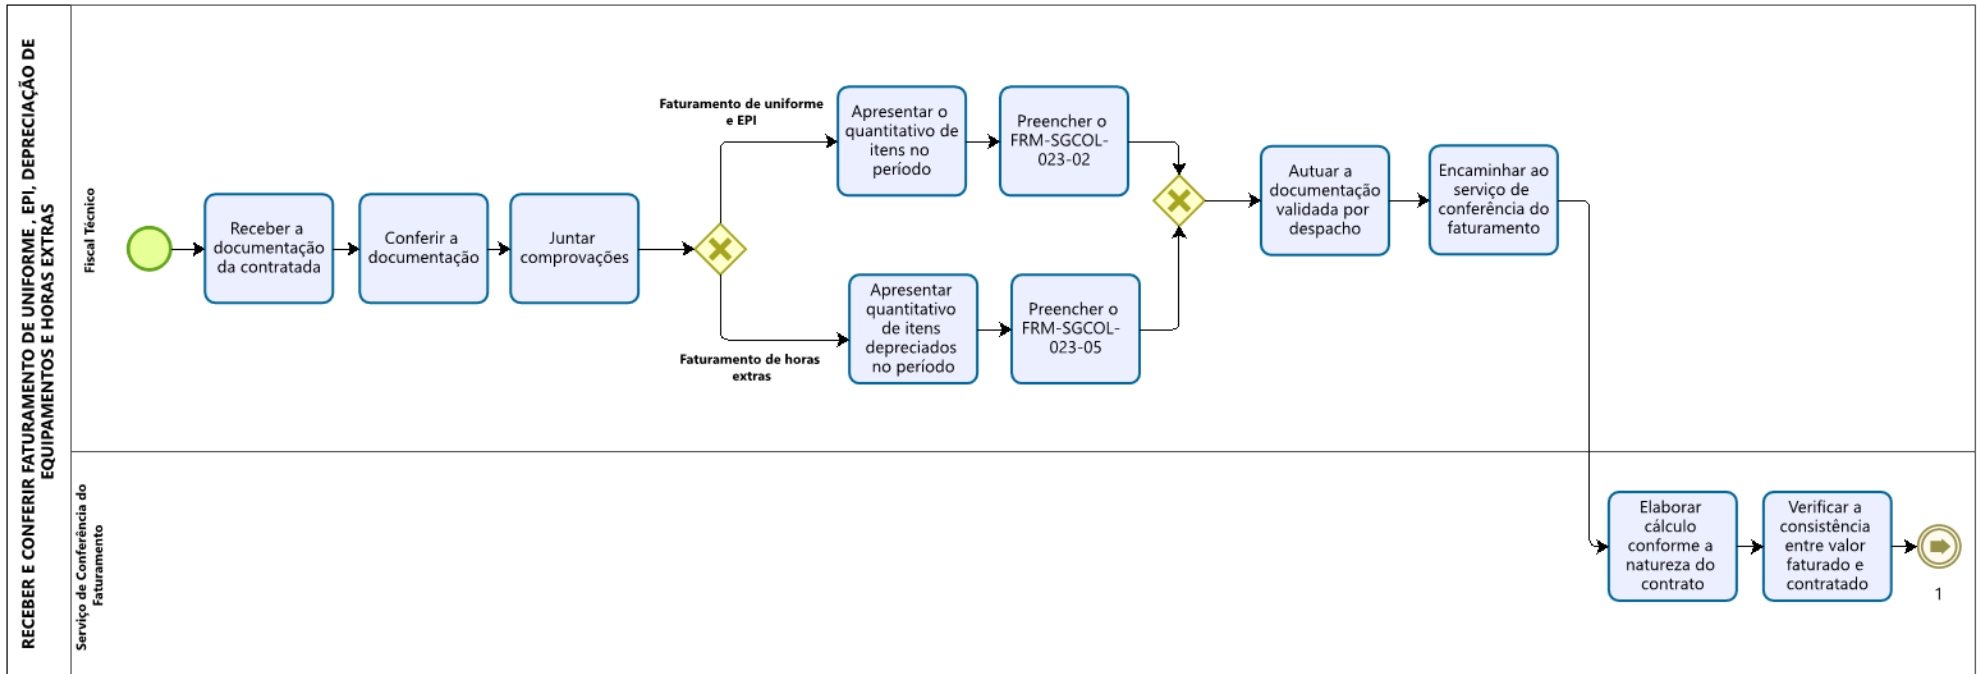 RECEBER E CONFERIR FATURAMENTO DE UNIFORME , EPI, DEPRECIAÇÃO DE
EQUIPAMENTOS E HORAS EXTRAS
Fiscal Técnico
Receber a
documentação
da contratada
Conferir a
documentação
Juntar
comprovações
Faturamento de uniforme
e EPI
Apresentar o
quantitativo de
itens no
período
Preencher o
FRM-SGCOL-
023-02
Faturamento de horas
extras
Apresentar
quantitativo
de itens
depreciados
no período
Preencher o
FRM-SGCOL-
023-05
Autuar a
documentação
validada por
despacho
Encaminhar ao
serviço de
conferência do
faturamento
Serviço de Conferência do
Faturamento
Elaborar
cálculo
conforme a
natureza do
contrato
Verificar a
consistência
entre valor
faturado e
contratado
1